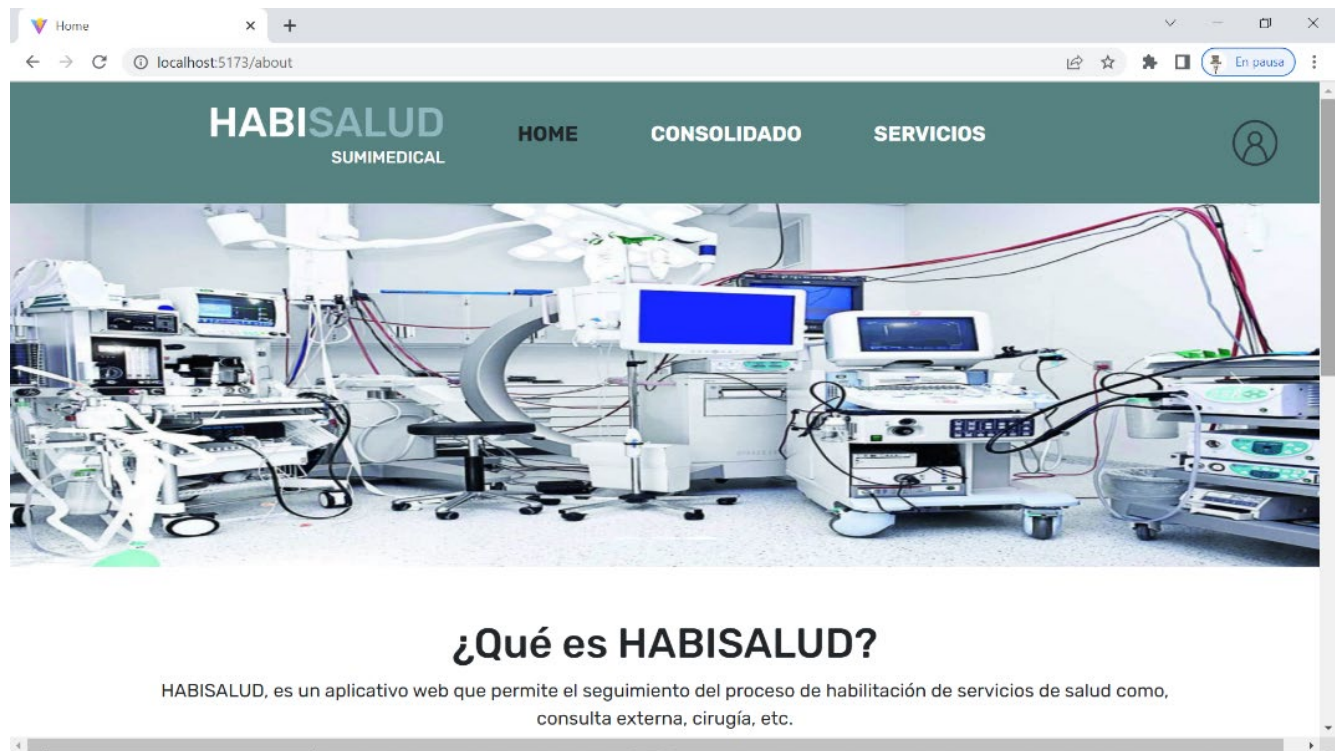 Home
localhost:5173/about
En pausa
HABISALUD
SUMIMEDICAL
HOME
CONSOLIDADO
SERVICIOS
¿Qué es HABISALUD?
HABISALUD, es un aplicativo web que permite el seguimiento del proceso de habilitación de servicios de salud como,
consulta externa, cirugía, etc.